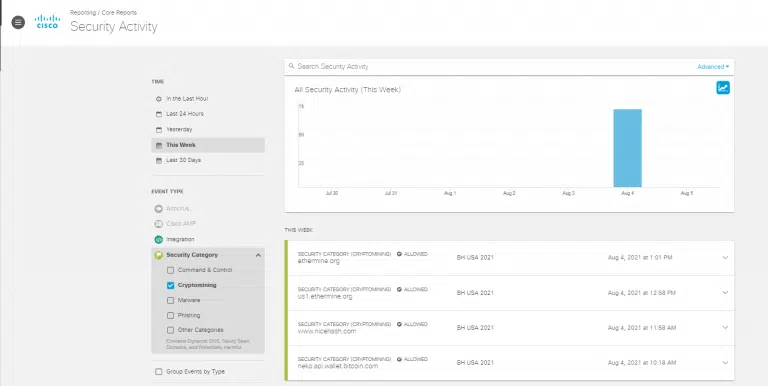 Reporting / Core Reports
CISCO
Security Activity
Search Security Activity
Advanced
TIME
In the Last Hour
Last 24 Hours
Yesterday
This Week
Last 30 Days
EVENT TYPE
Antivirus
Cisco AMP
Integration
Security Category
Command & Control
Cryptomining
Malware
Phishing
Other Categories
Contains Dynamic DNS, Newly Seen
Domains, and Potentially Harmful.
Group Events by Type
All Security Activity (This Week)
75
50
25
Jul 30
Jul 31
Aug 1
Aug 2
Aug 3
Aug 4
Aug 5
THIS WEEK
SECURITY CATEGORY (CRYPTOMINING) ALLOWED
ethermine.org
BH USA 2021
Aug 4, 2021 at 1:01 PM
SECURITY CATEGORY (CRYPTOMINING) ALLOWED
us1.ethermine.org
BH USA 2021
Aug 4, 2021 at 12:58 PM
SECURITY CATEGORY (CRYPTOMINING) ALLOWED
www.nicehash.com
BH USA 2021
Aug 4, 2021 at 11:58 AM
SECURITY CATEGORY (CRYPTOMINING) ALLOWED
neko.api.wallet.bitcoin.com
BH USA 2021
Aug 4, 2021 at 10:18 AM